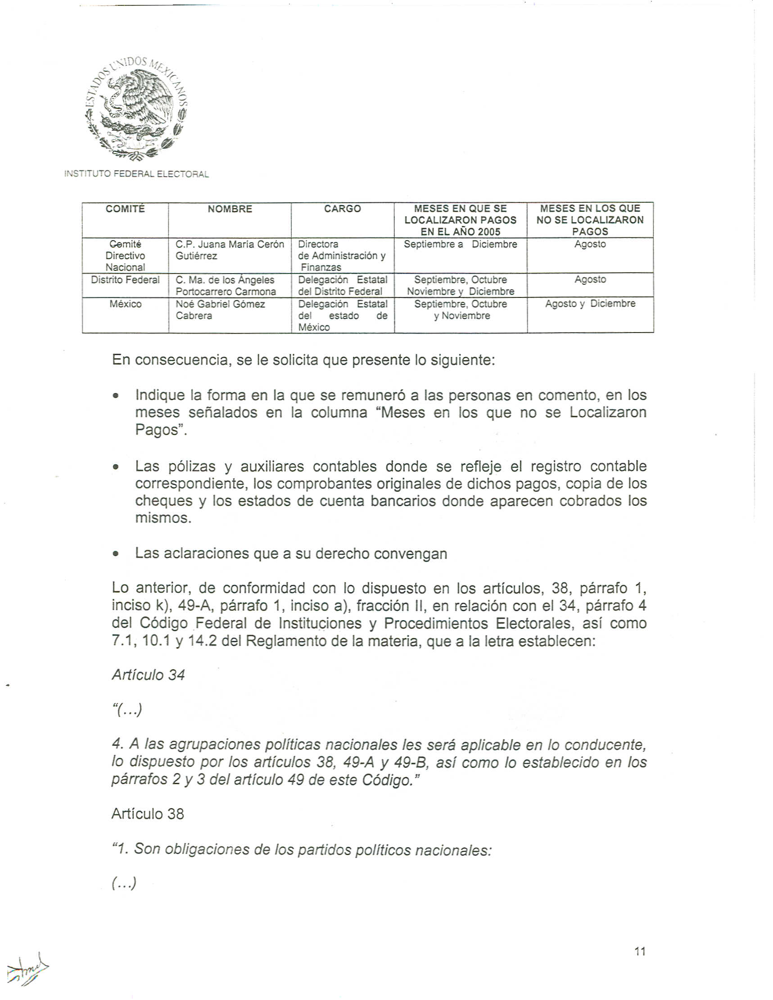 ESTADOS UNIDOS MEXICANOS
INSTITUTO FEDERAL ELECTORAL
COMITÉ
NOMBRE
CARGO
MESES EN QUE SE
LOCALIZARON PAGOS
EN EL AÑO 2005
MESES EN LOS QUE
NO SE LOCALIZARON
PAGOS
Comité
Directivo
Nacional
C.P. Juana María Cerón
Gutiérrez
Directora
de Administración y
Finanzas
Septiembre a Diciembre
Agosto
Distrito Federal
C. Ma. de los Ángeles
Portocarrero Carmona
Delegación Estatal
del Distrito Federal
Septiembre, Octubre
Noviembre y Diciembre
Agosto
México
Noé Gabriel Gómez
Cabrera
Delegación Estatal
del estado de
México
Septiembre, Octubre
y Noviembre
Agosto y Diciembre
En consecuencia, se le solicita que presente lo siguiente:
• Indique la forma en la que se remuneró a las personas en comento, en los
meses señalados en la columna “Meses en los que no se Localizaron
Pagos”.
• Las pólizas y auxiliares contables donde se refleje el registro contable
correspondiente, los comprobantes originales de dichos pagos, copia de los
cheques y los estados de cuenta bancarios donde aparecen cobrados los
mismos.
• Las aclaraciones que a su derecho convengan
Lo anterior, de conformidad con lo dispuesto en los artículos, 38, párrafo 1,
inciso k), 49-A, párrafo 1, inciso a), fracción II, en relación con el 34, párrafo 4
del Código Federal de Instituciones y Procedimientos Electorales, así como
7.1, 10.1 y 14.2 del Reglamento de la materia, que a la letra establecen:
Artículo 34
“(...)
4. A las agrupaciones políticas nacionales les será aplicable en lo conducente,
lo dispuesto por los artículos 38, 49-A y 49-B, así como lo establecido en los
párrafos 2 y 3 del artículo 49 de este Código.”
Artículo 38
“1. Son obligaciones de los partidos políticos nacionales:
(...)
11